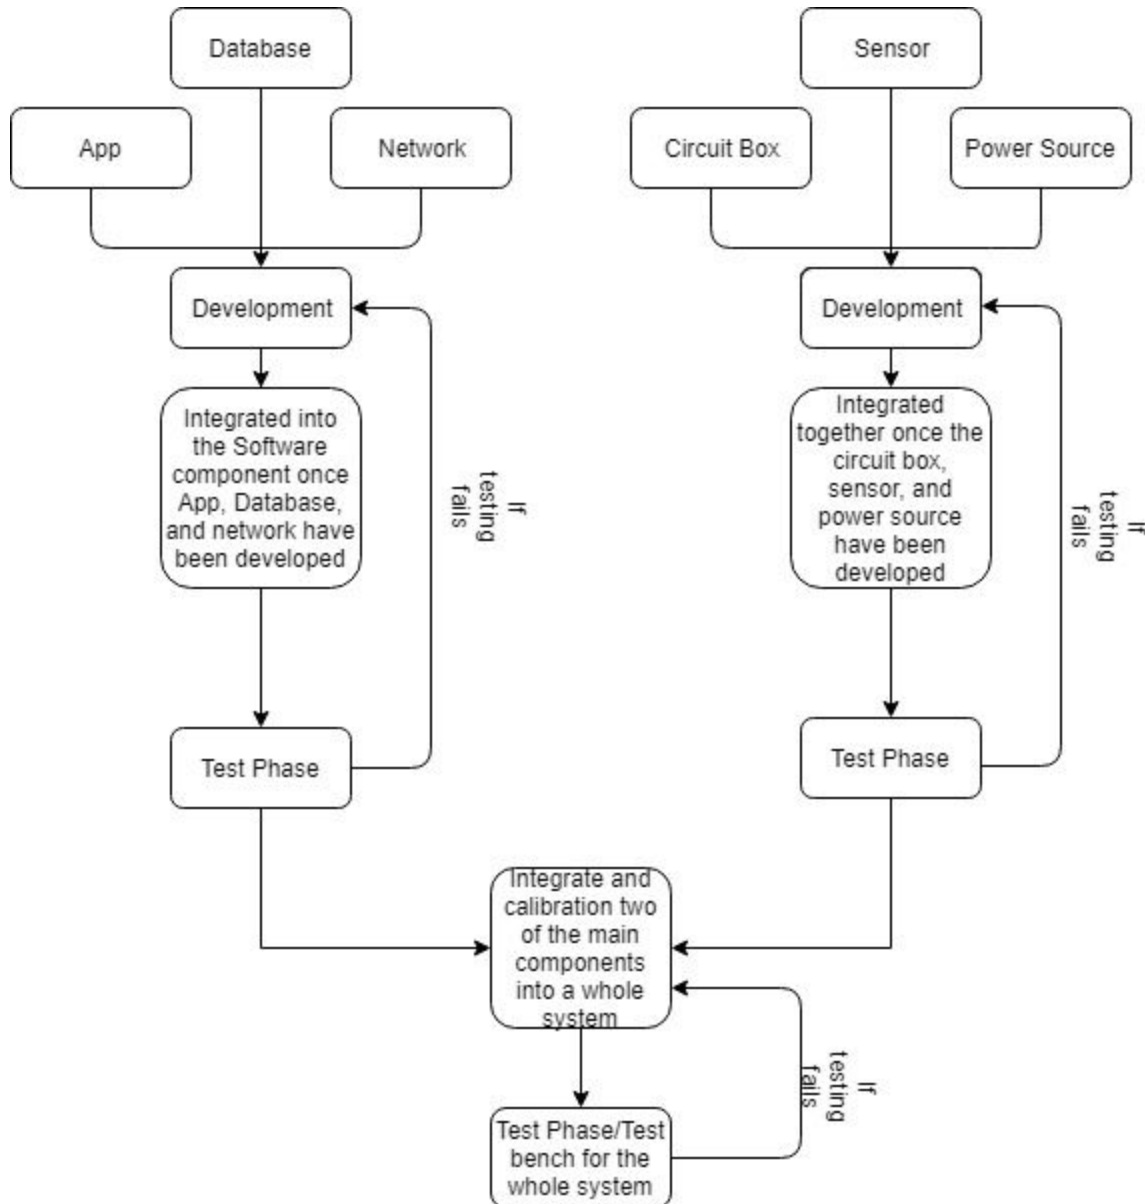 Database
Sensor
App
Network
Circuit Box
Power Source
Development
Development
Integrated into
the Software
component once
App, Database,
and network have
been developed
If
testing
fails
Integrated
together once the
circuit box,
sensor, and
power source
have been
developed
If
testing
fails
Test Phase
Test Phase
Integrate and
calibration two
of the main
components
into a whole
system
If
testing
fails
Test Phase/Test
bench for the
whole system